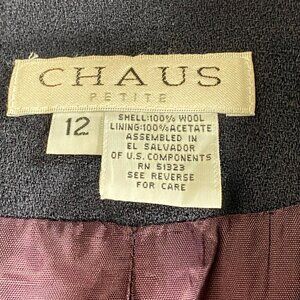 CHAUS
PETITE
12
SHELL:100% WOOL
LINING:100% ACETATE
ASSEMBLED IN
EL SALVADOR
OF U.S. COMPONENTS
RN 51323
SEE REVERSE
FOR CARE